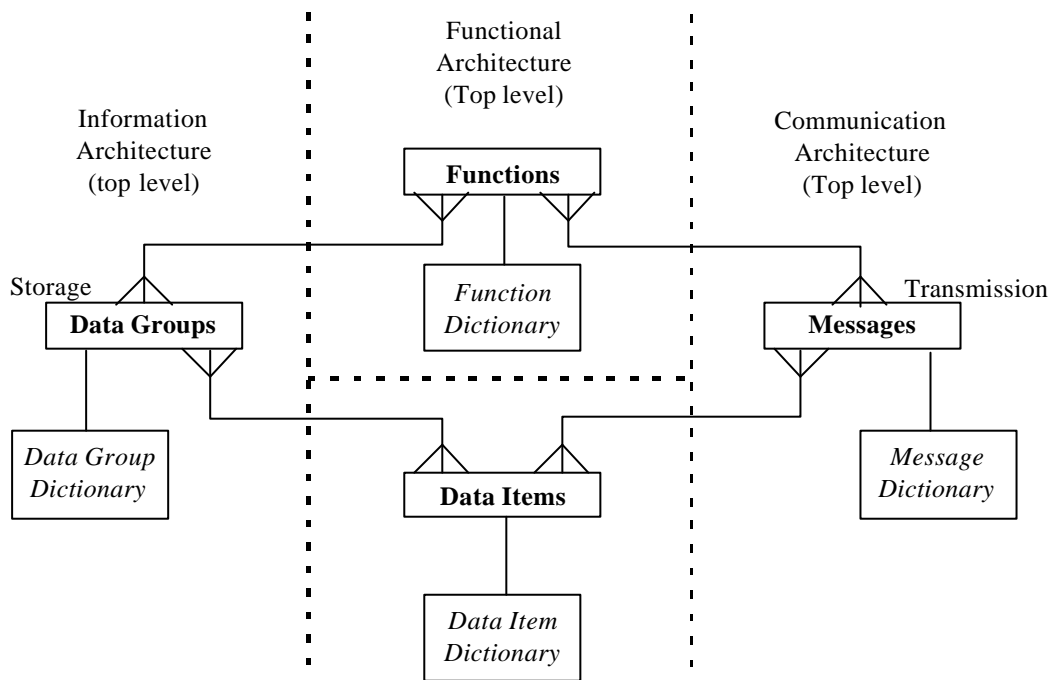 Functional
Architecture
(Top level)
Information
Architecture
(top level)
Communication
Architecture
(Top level)
Functions
Storage
Data Groups
Function
Dictionary
Transmission
Messages
Data Group
Dictionary
Data Items
Message
Dictionary
Data Item
Dictionary